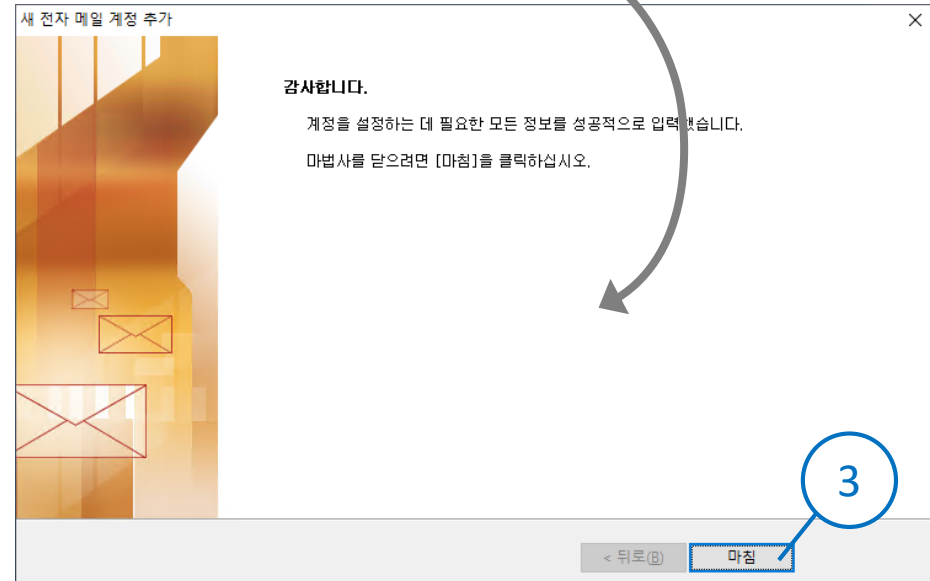 새 전자 메일 계정 추가
감사합니다.
계정을 설정하는 데 필요한 모든 정보를 성공적으로 입력했습니다.
마법사를 닫으려면 [마침]을 클릭하십시오.
3
< 뒤로(B)
마침